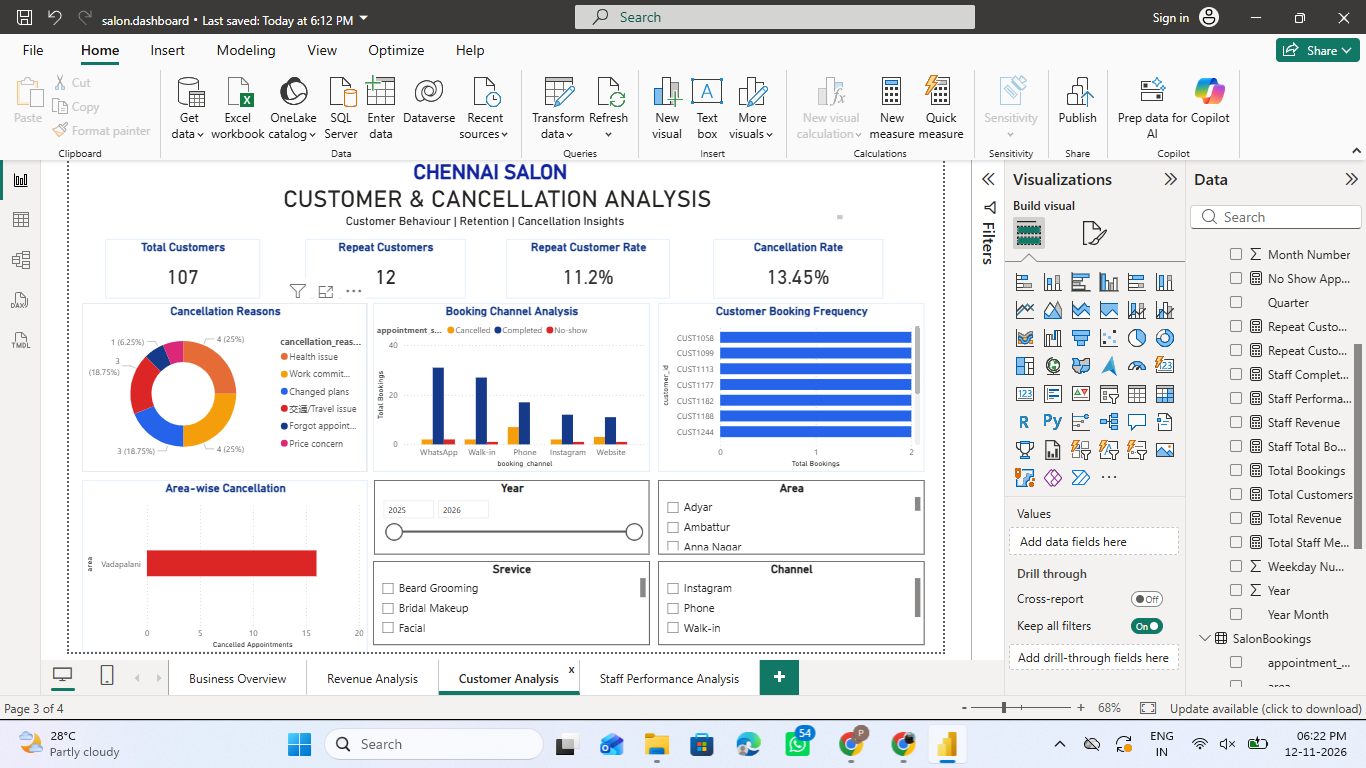 salon.dashboard • Last saved: Today at 6:12 PM
Search
Sign in
File
Home
Insert
Modeling
View
Optimize
Help
Share
Paste
Cut
Copy
Format painter
Get data
Excel workbook
OneLake catalog
SQL Server
Enter data
Dataverse
Recent sources
Transform data
Refresh
New visual
Text box
More visuals
New visual calculation
New measure
Quick measure
Sensitivity
Publish
Prep data for AI
Copilot
Clipboard
Data
Queries
Insert
Calculations
Sensitivity
Share
Copilot
CHENNAI SALON
CUSTOMER & CANCELLATION ANALYSIS
Customer Behaviour | Retention | Cancellation Insights
Total Customers
107
Repeat Customers
12
Repeat Customer Rate
11.2%
Cancellation Rate
13.45%
Cancellation Reasons
1 (6.25%)
4 (25%)
3
(18.75%)
3 (18.75%)
4 (25%)
cancellation_reas...
Health issue
Work commit...
Changed plans
交通/Travel issue
Forgot appoint...
Price concern
Booking Channel Analysis
appointment_s...
Cancelled
Completed
No-show
Total Bookings
40
20
0
WhatsApp
Walk-in
Phone
Instagram
Website
booking_channel
Customer Booking Frequency
customer_id
CUST1058
CUST1099
CUST1113
CUST1177
CUST1182
CUST1188
CUST1244
0
1
2
Total Bookings
Area-wise Cancellation
area
Vadapalani
0
5
10
15
20
Cancelled Appointments
Year
2025
2026
Area
Adyar
Ambattur
Anna Nagar
Srevice
Beard Grooming
Bridal Makeup
Facial
Channel
Instagram
Phone
Walk-in
Filters
Visualizations
Build visual
Values
Add data fields here
Drill through
Cross-report
Off
Keep all filters
On
Add drill-through fields here
Data
Search
Month Number
No Show App...
Quarter
Repeat Custo...
Repeat Custo...
Staff Complet...
Staff Performa...
Staff Revenue
Staff Total Bo...
Total Bookings
Total Customers
Total Revenue
Total Staff Me...
Weekday Nu...
Year
Year Month
SalonBookings
appointment_...
area
Business Overview
Revenue Analysis
Customer Analysis
x
Staff Performance Analysis
Page 3 of 4
68%
Update available (click to download)
28°C
Partly cloudy
Search
54
P
ENG
IN
06:22 PM
12-11-2026
DAX
TMDL